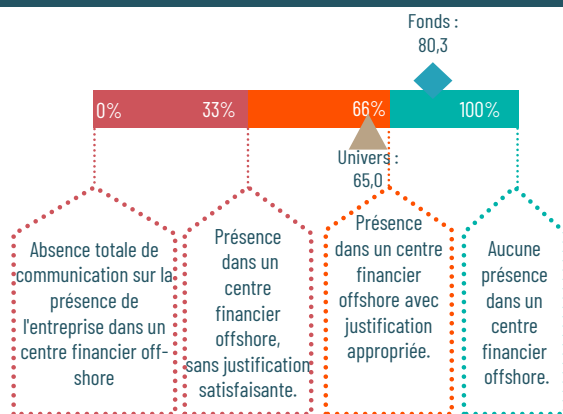 Fonds :
80,3
0%
33%
66%
100%
Univers :
65,0
Absence totale de
communication sur la
présence de
l'entreprise dans un
centre financier off-
shore
Présence
dans un
centre
financier
offshore,
sans justification
satisfaisante.
Présence
dans un centre
financier
offshore avec
justification
appropriée.
Aucune
présence
dans un
centre
financier
offshore.